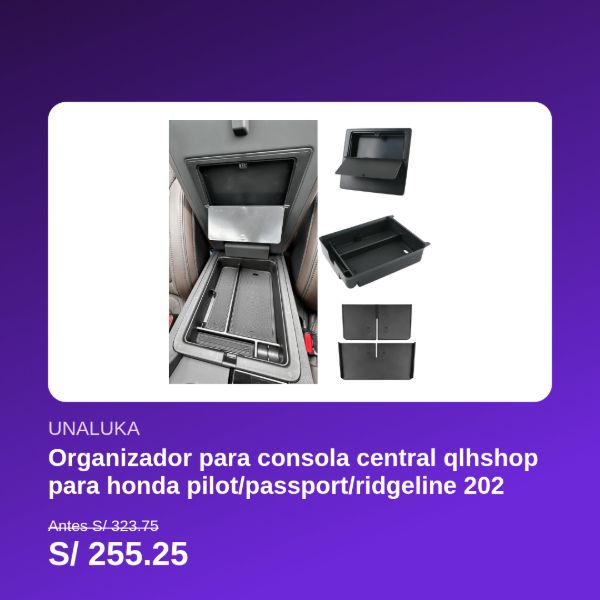 UNALUKA
Organizador para consola central qlhshop
para honda pilot/passport/ridgeline 202
Antes S/ 323.75
S/ 255.25